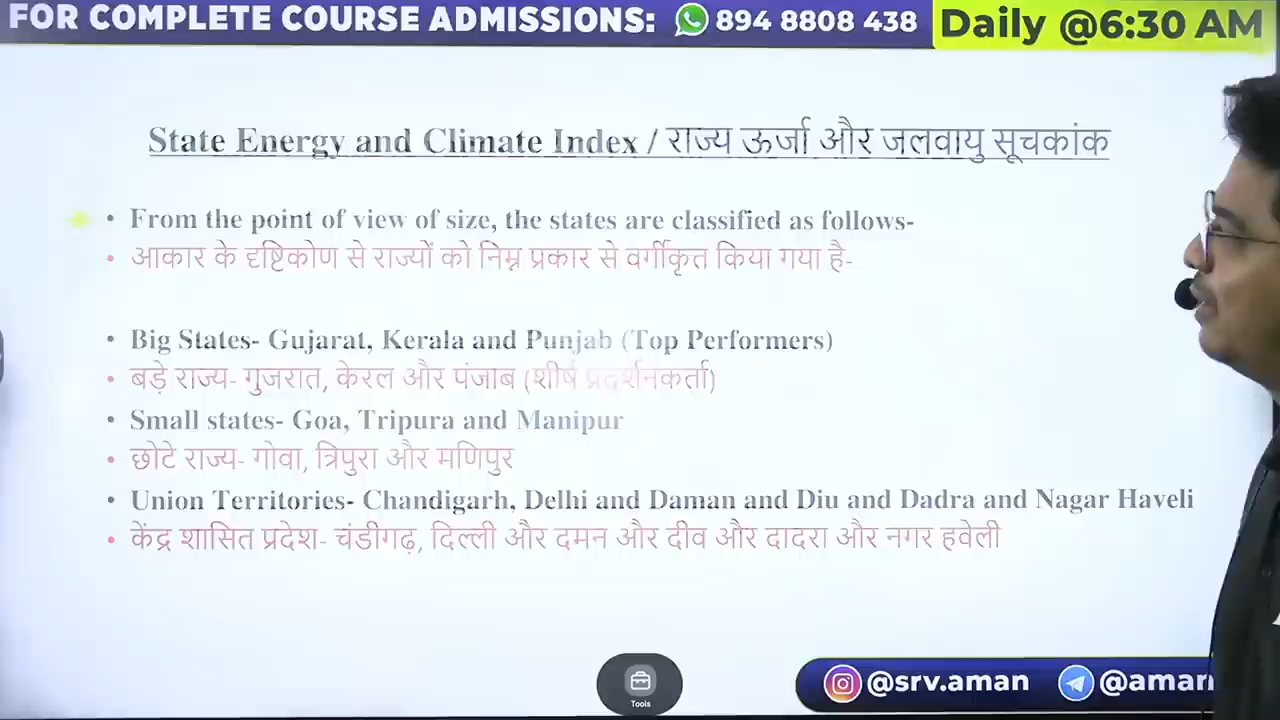 FOR COMPLETE COURSE ADMISSIONS: 894 8808 438 Daily @6:30 AM
State Energy and Climate Index / राज्य ऊर्जा और जलवायु सूचकांक
• From the point of view of size, the states are classified as follows-
• आकार के दृष्टिकोण से राज्यों को निम्न प्रकार से वर्गीकृत किया गया है-
• Big States- Gujarat, Kerala and Punjab (Top Performers)
• बड़े राज्य- गुजरात, केरल और पंजाब (शीर्ष प्रदर्शनकर्ता)
• Small states- Goa, Tripura and Manipur
• छोटे राज्य- गोवा, त्रिपुरा और मणिपुर
• Union Territories- Chandigarh, Delhi and Daman and Diu and Dadra and Nagar Haveli
• केंद्र शासित प्रदेश- चंडीगढ़, दिल्ली और दमन और दीव और दादरा और नगर हवेली
Tools
@srv.aman